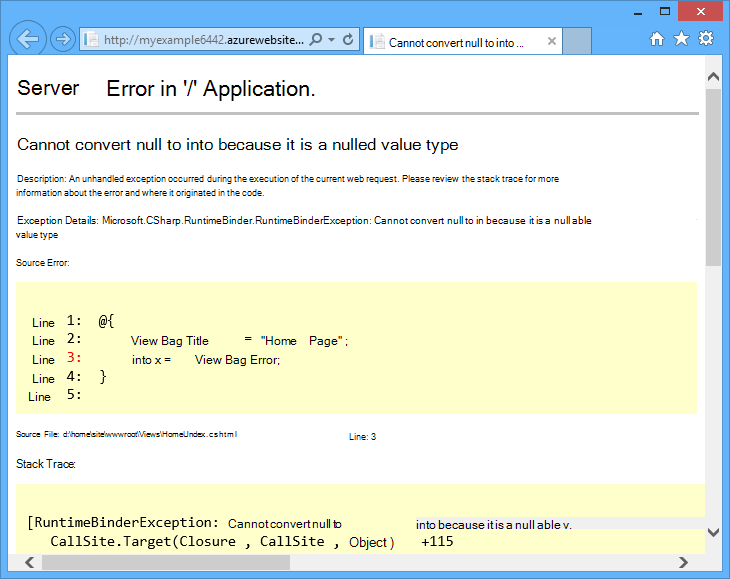 http://myexample6442.azurewebsite...
Cannot convert null to into ...
Server Error in '/' Application.
Cannot convert null to into because it is a nulled value type
Description: An unhandled exception occurred during the execution of the current web request. Please review the stack trace for more
information about the error and where it originated in the code.
Exception Details: Microsoft.CSharp.RuntimeBinder.RuntimeBinderException: Cannot convert null to in because it is a null able
value type
Source Error:
Line 1: @{
Line 2: View Bag Title = "Home Page" ;
Line 3: into x = View Bag Error;
Line 4: }
Line 5:
Source File: d:\home\site\wwwroot\Views\HomeUndex.cshtml Line: 3
Stack Trace:
[RuntimeBinderException: Cannot convert null to into because it is a null able v.
CallSite.Target(Closure , CallSite , Object ) +115